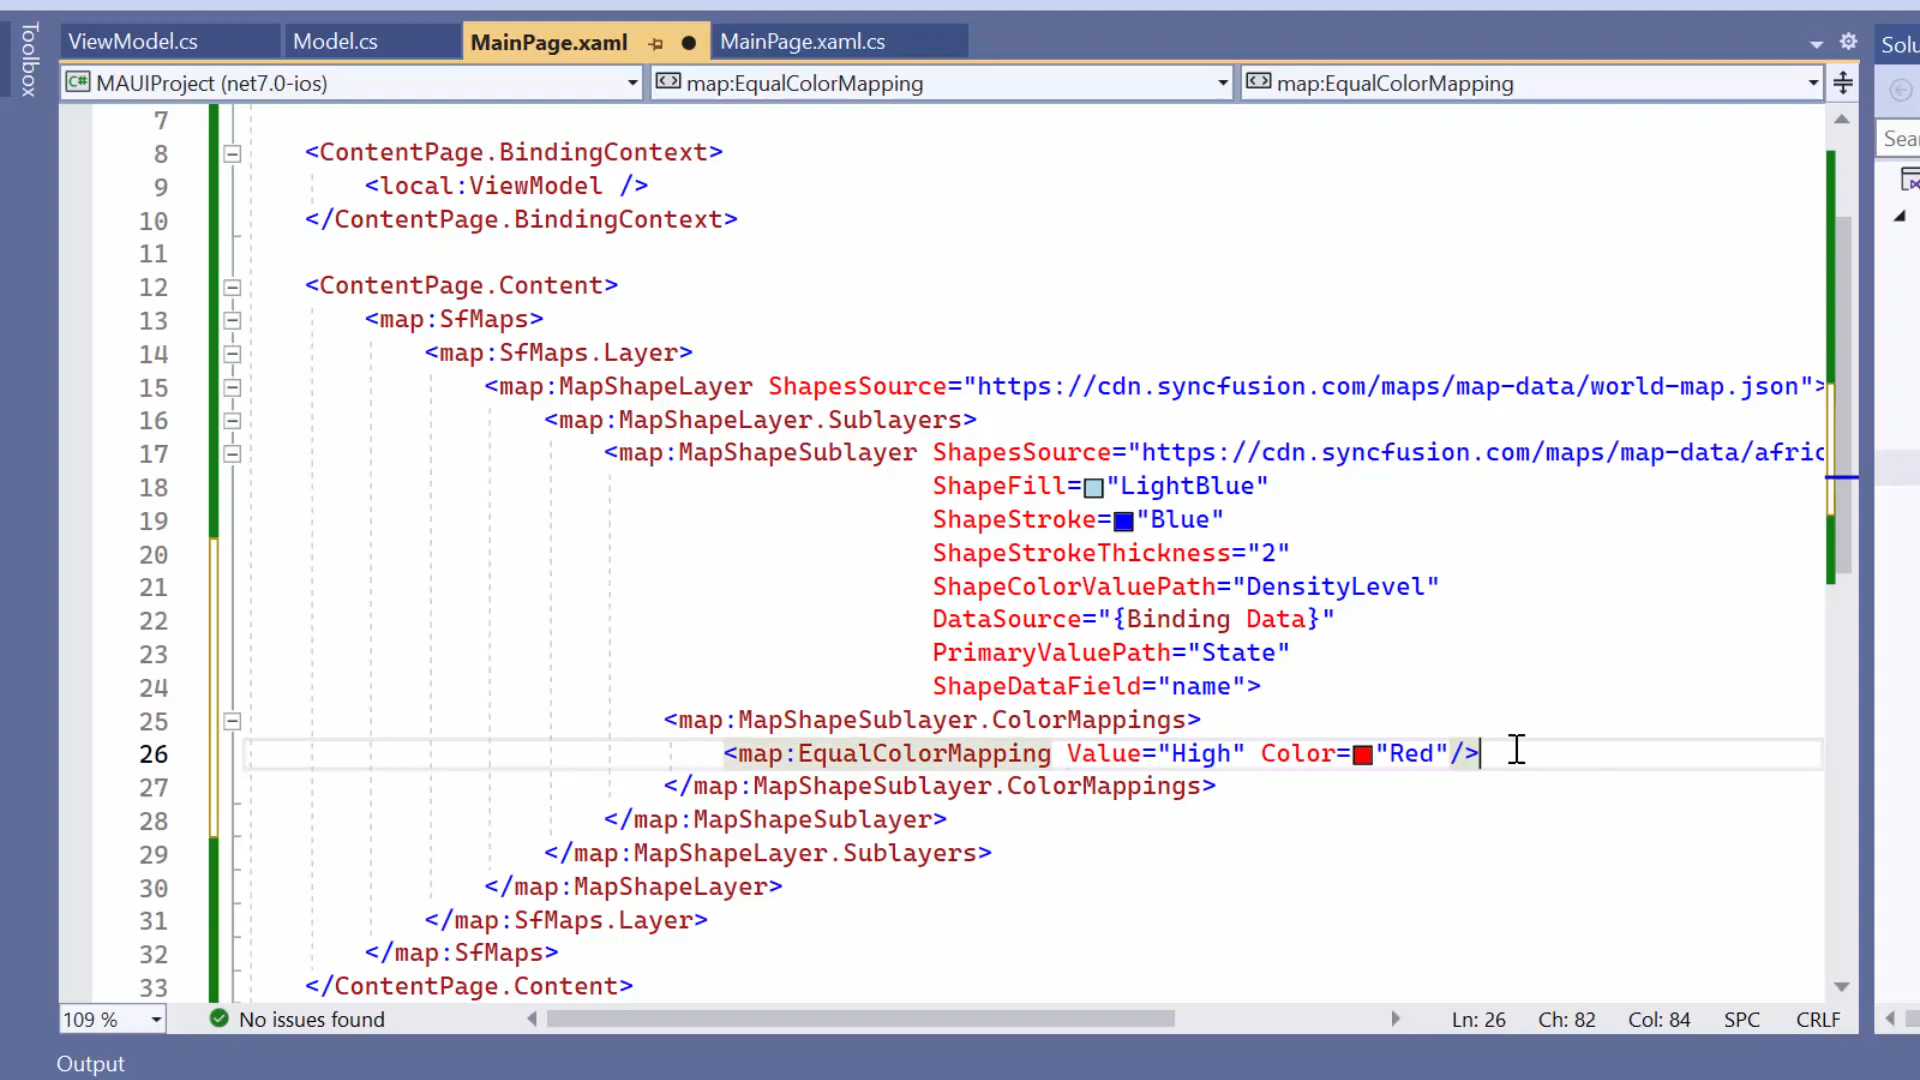 Toolbox
ViewModel.cs
Model.cs
MainPage.xaml
MainPage.xaml.cs
Solu
MAUIProject (net7.0-ios)
map:EqualColorMapping
map:EqualColorMapping
Sea
7
8 <ContentPage.BindingContext>
9 <local:ViewModel />
10 </ContentPage.BindingContext>
11
12 <ContentPage.Content>
13 <map:SfMaps>
14 <map:SfMaps.Layer>
15 <map:MapShapeLayer ShapesSource="https://cdn.syncfusion.com/maps/map-data/world-map.json">
16 <map:MapShapeLayer.Sublayers>
17 <map:MapShapeSublayer ShapesSource="https://cdn.syncfusion.com/maps/map-data/afric
18 ShapeFill="LightBlue"
19 ShapeStroke="Blue"
20 ShapeStrokeThickness="2"
21 ShapeColorValuePath="DensityLevel"
22 DataSource="{Binding Data}"
23 PrimaryValuePath="State"
24 ShapeDataField="name">
25 <map:MapShapeSublayer.ColorMappings>
26 <map:EqualColorMapping Value="High" Color="Red"/>
27 </map:MapShapeSublayer.ColorMappings>
28 </map:MapShapeSublayer>
29 </map:MapShapeLayer.Sublayers>
30 </map:MapShapeLayer>
31 </map:SfMaps.Layer>
32 </map:SfMaps>
33 </ContentPage.Content>
109 %
No issues found
Ln: 26 Ch: 82 Col: 84 SPC CRLF
Output